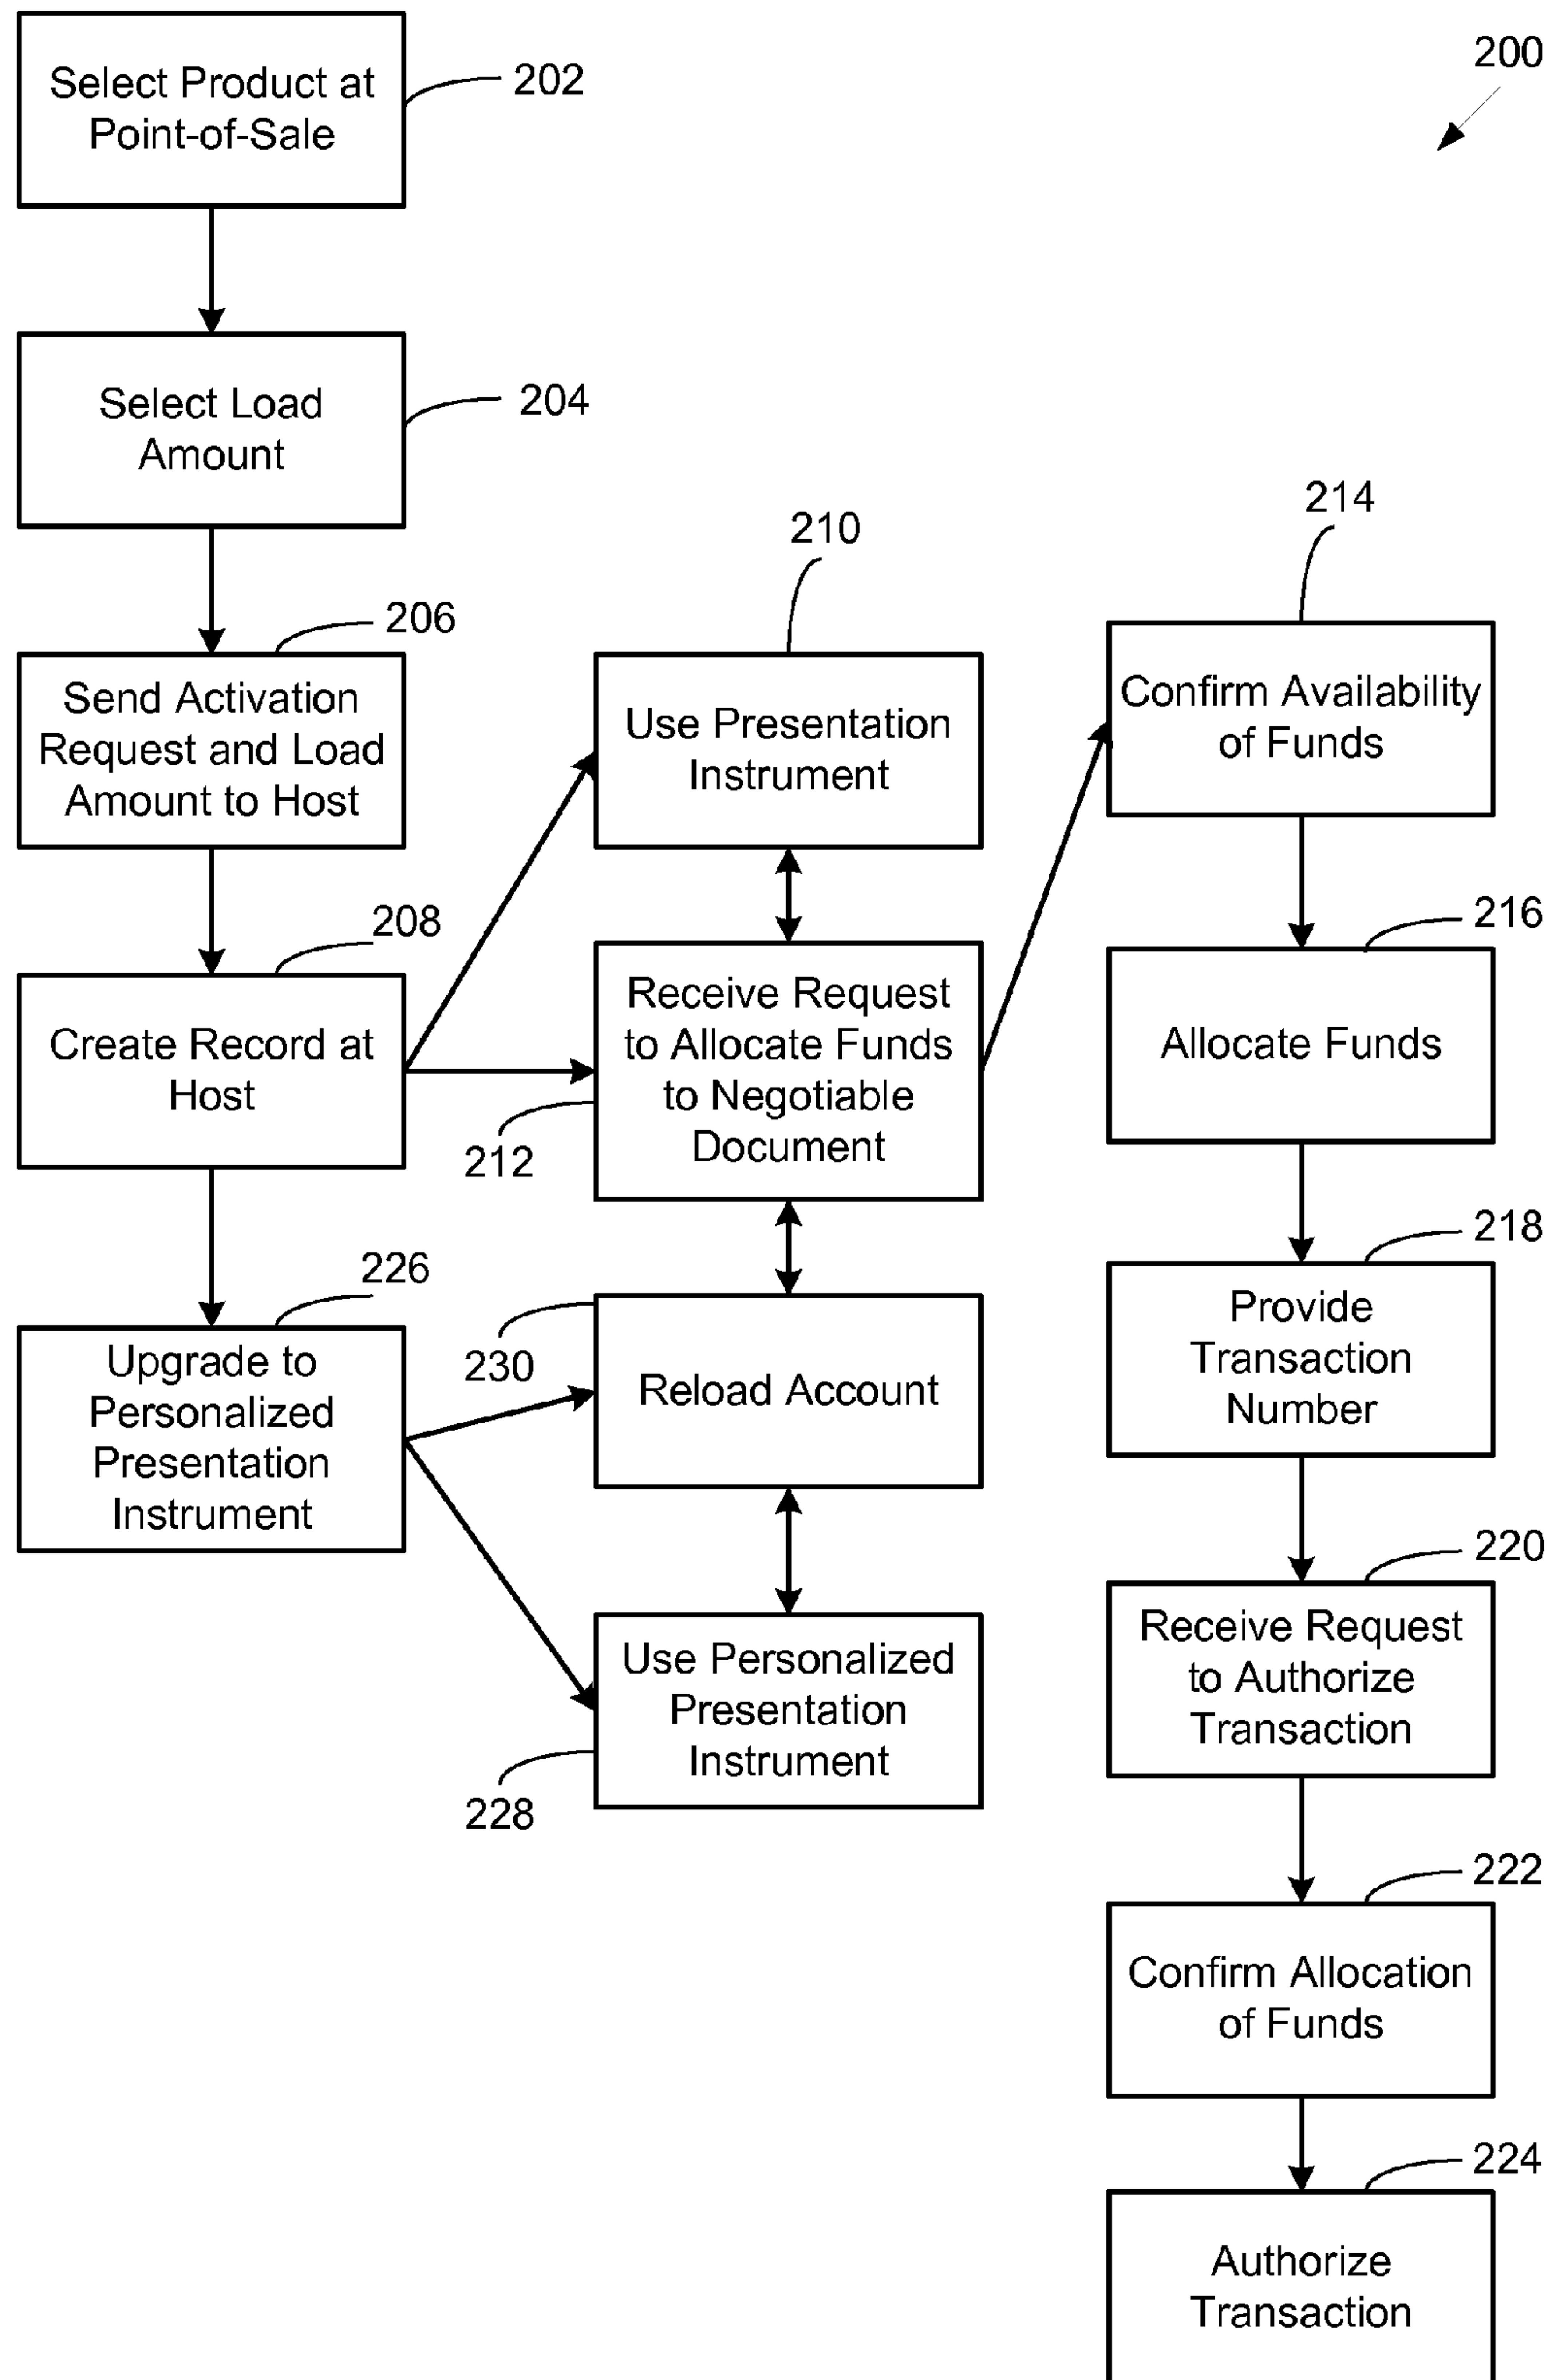 200
Select Product at
Point-of-Sale
202
Select Load
Amount
204
Send Activation
Request and Load
Amount to Host
206
Create Record at
Host
208
Upgrade to
Personalized
Presentation
Instrument
226
210
Use Presentation
Instrument
Receive Request
to Allocate Funds
to Negotiable
Document
212
230
Reload Account
Use Personalized
Presentation
Instrument
228
214
Confirm Availability
of Funds
216
Allocate Funds
218
Provide
Transaction
Number
220
Receive Request
to Authorize
Transaction
222
Confirm Allocation
of Funds
224
Authorize
Transaction